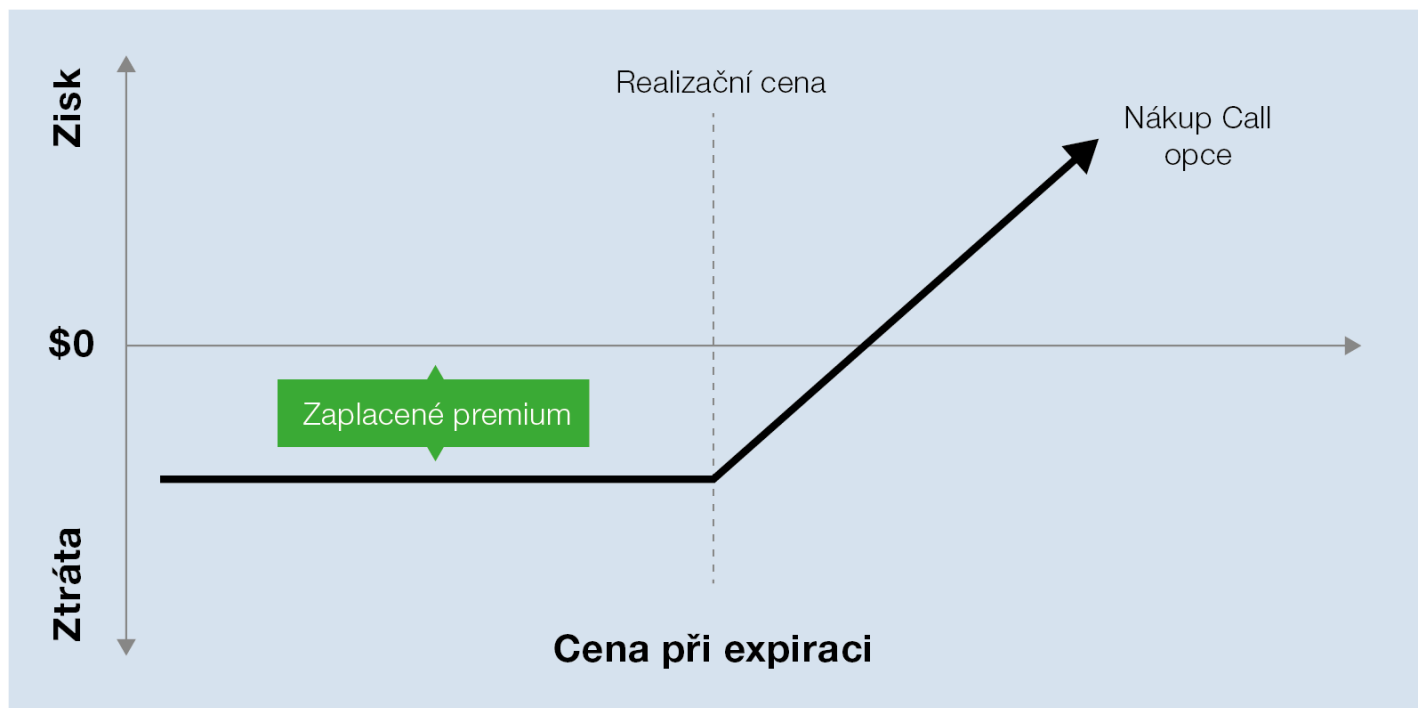 Zisk
Realizační cena
Nákup Call
opce
$0
Zaplacené premium
Ztráta
Cena při expiraci